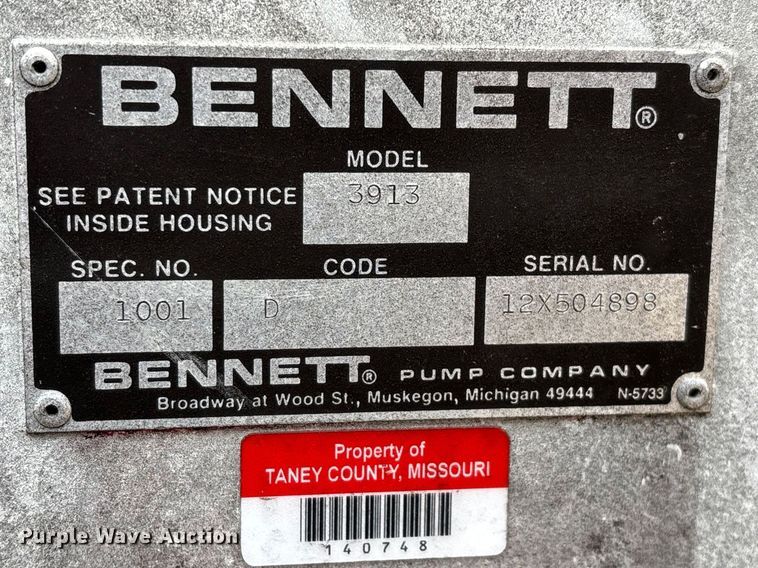 BENNETT®
MODEL
SEE PATENT NOTICE 3913
INSIDE HOUSING
SPEC. NO. CODE SERIAL NO.
1001 D 12X504898
BENNETT® PUMP COMPANY
Broadway at Wood St., Muskegon, Michigan 49444 N-5733
Property of
TANEY COUNTY, MISSOURI
140748
Purple Wave Auction